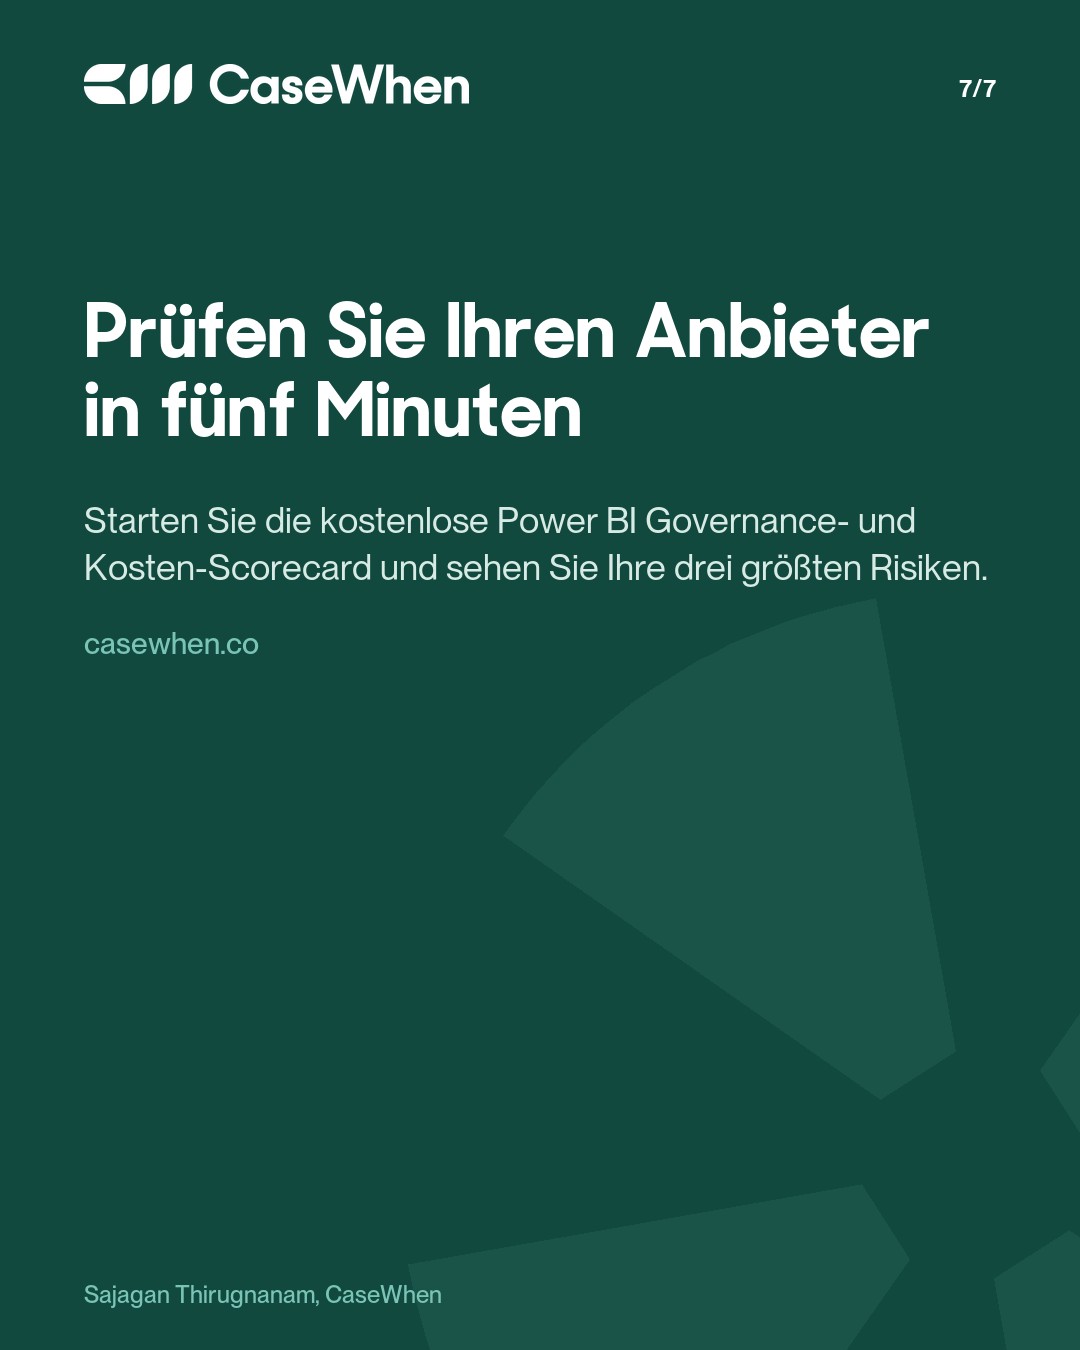 CaseWhen
7/7
Prüfen Sie Ihren Anbieter
in fünf Minuten
Starten Sie die kostenlose Power BI Governance- und
Kosten-Scorecard und sehen Sie Ihre drei größten Risiken.
casewhen.co
Sajagan Thirugnanam, CaseWhen